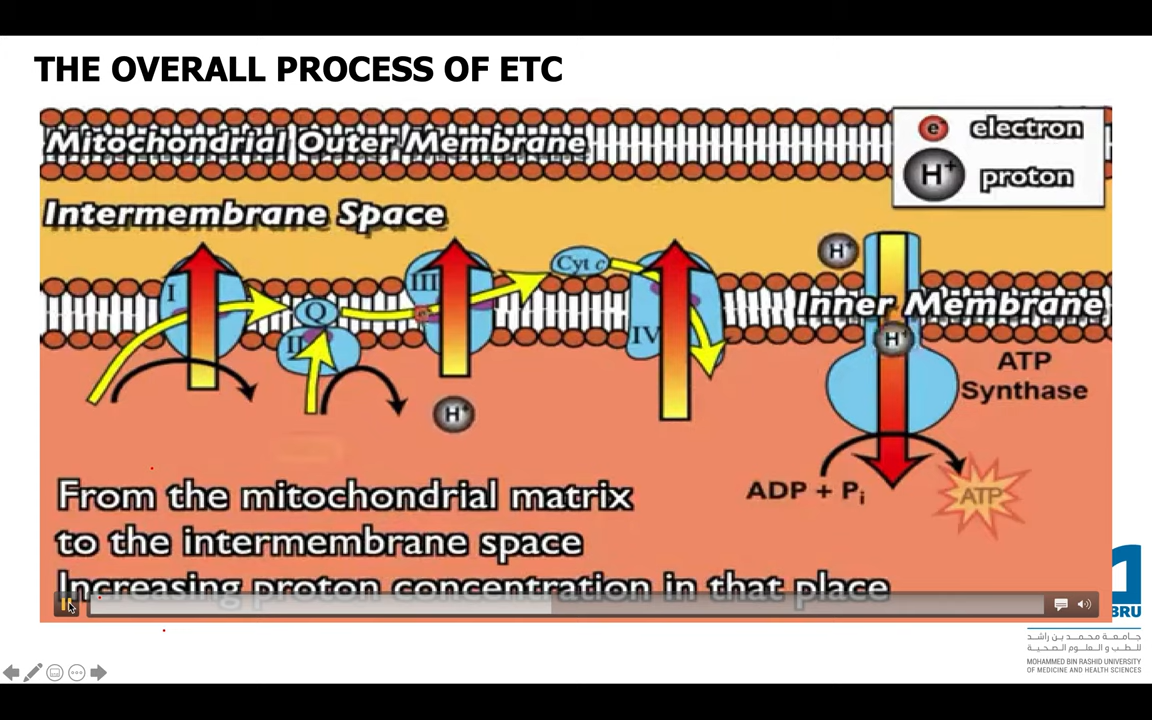 THE OVERALL PROCESS OF ETC
Mitochondrial Outer Membrane
e⁻ electron
H⁺ proton
Intermembrane Space
H⁺
I
Q
II
III
Cyt c
IV
Inner Membrane
H⁺
ATP
Synthase
H⁺
ADP + Pi
ATP
From the mitochondrial matrix
to the intermembrane space
Increasing proton concentration in that place
BRU
جامعة محمد بن راشد
للطب و العلوم الصحية
MOHAMMED BIN RASHID UNIVERSITY
OF MEDICINE AND HEALTH SCIENCES